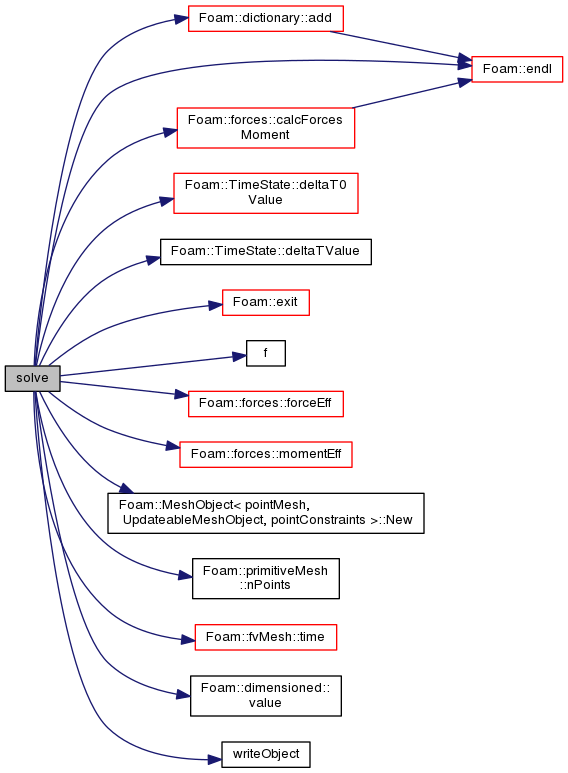 Foam::dictionary::add
Foam::endl
Foam::forces::calcForces
Moment
Foam::TimeState::deltaT0
Value
Foam::TimeState::deltaTValue
Foam::exit
f
solve
Foam::forces::forceEff
Foam::forces::momentEff
Foam::MeshObject< pointMesh,
UpdateableMeshObject, pointConstraints >::New
Foam::primitiveMesh
::nPoints
Foam::fvMesh::time
Foam::dimensioned::
value
writeObject